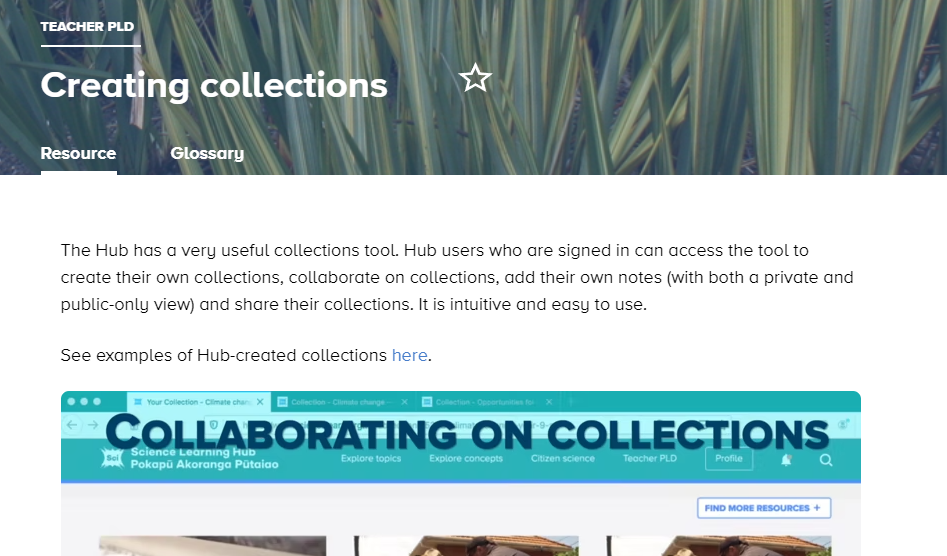 TEACHER PLD
Creating collections
Resource Glossary
The Hub has a very useful collections tool. Hub users who are signed in can access the tool to
create their own collections, collaborate on collections, add their own notes (with both a private and
public-only view) and share their collections. It is intuitive and easy to use.
See examples of Hub-created collections here.
Your Collection - Climate chan Collection - Climate change Collection - Opportunities fo
COLLABORATING ON COLLECTIONS
Science Learning Hub
Pokapū Akoranga Pūtaiao
Explore topics Explore concepts Citizen science Teacher PLD Profile
FIND MORE RESOURCES +